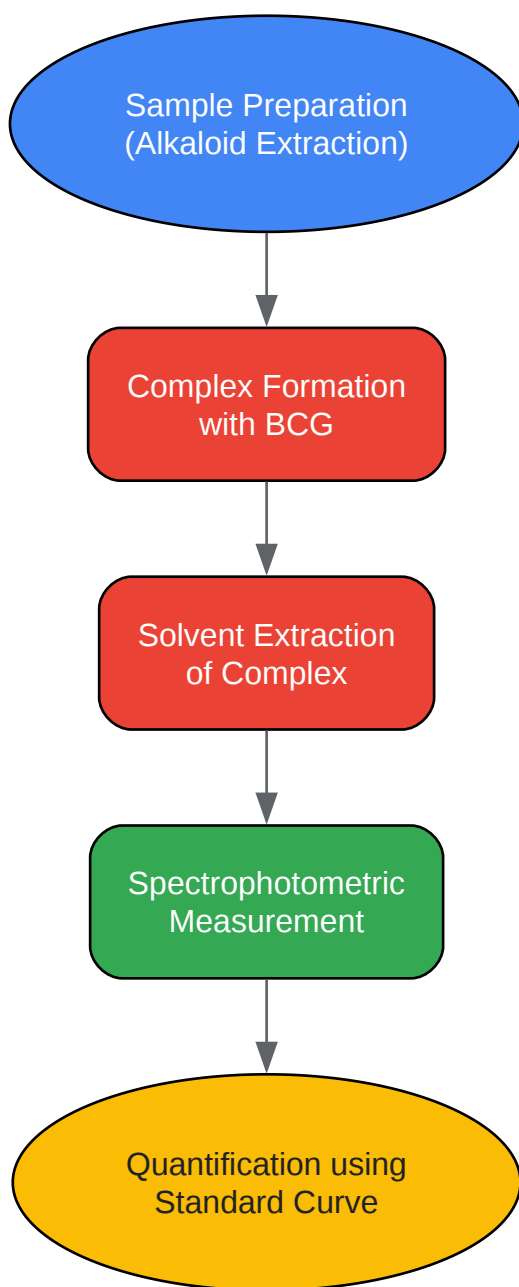 Sample Preparation
(Alkaloid Extraction)
Complex Formation
with BCG
Solvent Extraction
of Complex
Spectrophotometric
Measurement
Quantification using
Standard Curve